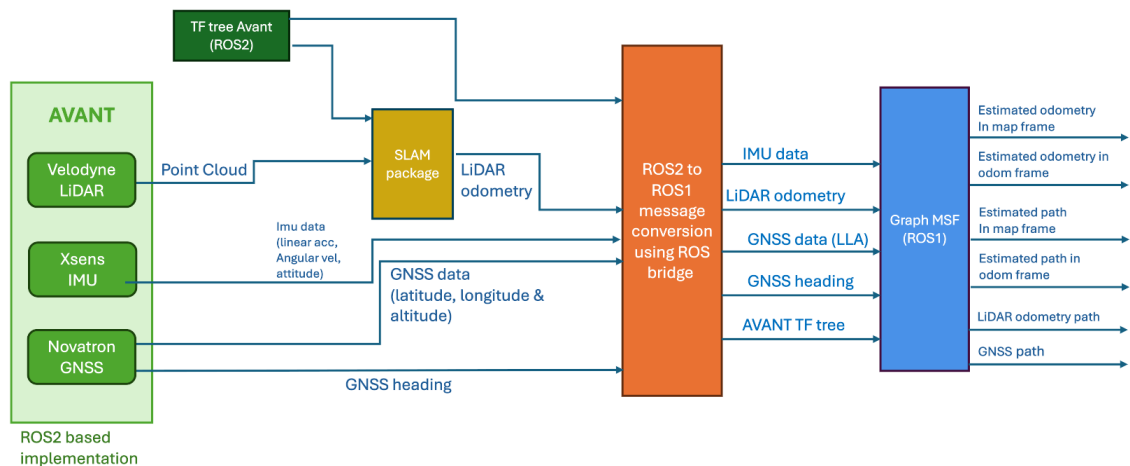 TF tree Avant
(ROS2)
AVANT
Velodyne
LiDAR
Point Cloud
SLAM
package
LiDAR
odometry
Xsens
IMU
Imu data
(linear acc,
Angular vel,
attitude)
GNSS data
(latitude, longitude &
altitude)
Novatron
GNSS
GNSS heading
ROS2 based
implementation
ROS2 to
ROS1
message
conversion
using ROS
bridge
IMU data
LiDAR odometry
GNSS data (LLA)
GNSS heading
AVANT TF tree
Graph MSF
(ROS1)
Estimated odometry
In map frame
Estimated odometry in
odom frame
Estimated path
In map frame
Estimated path in
odom frame
LiDAR odometry path
GNSS path